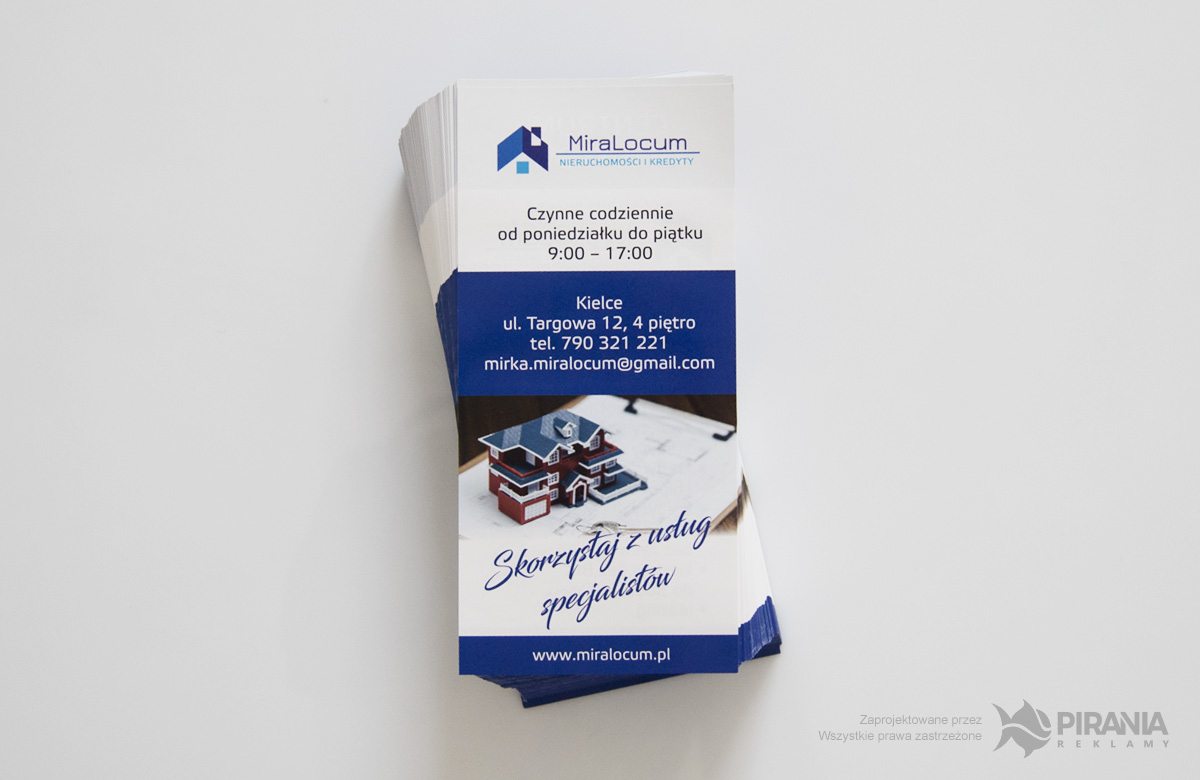 MiraLocum
NIERUCHOMOŚCI I KREDYTY
Czynne codziennie
od poniedziałku do piątku
9:00 – 17:00
Kielce
ul. Targowa 12, 4 piętro
tel. 790 321 221
mirka.miralocum@gmail.com
Skorzystaj z usług
specjalistów
www.miralocum.pl
Zaprojektowane przez
Wszystkie prawa zastrzeżone
PIRANIA
REKLAMY